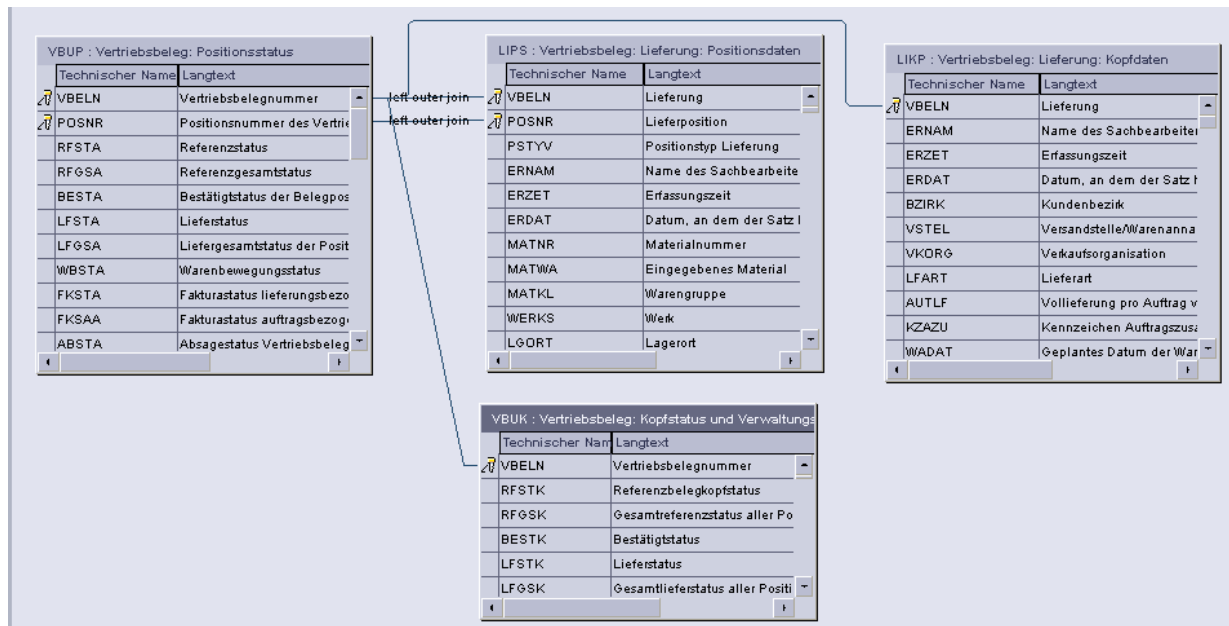 VBUP : Vertriebsbeleg: Positionsstatus
Technischer Name Langtext
VBELN Vertriebsbelegnummer
POSNR Positionsnummer des Vertrie
RFSTA Referenzstatus
RFGSA Referenzgesamtstatus
BESTA Bestätigtstatus der Belegpos
LFSTA Lieferstatus
LFGSA Liefergesamtstatus der Posit
WBSTA Warenbewegungsstatus
FKSTA Fakturastatus lieferungsbezo
FKSAA Fakturastatus auftragsbezog
ABSTA Absagestatus Vertriebsbeleg
left outer join
left outer join
LIPS : Vertriebsbeleg: Lieferung: Positionsdaten
Technischer Name Langtext
VBELN Lieferung
POSNR Lieferposition
PSTYV Positionstyp Lieferung
ERNAM Name des Sachbearbeite
ERZET Erfassungszeit
ERDAT Datum, an dem der Satz
MATNR Materialnummer
MATWA Eingegebenes Material
MATKL Warengruppe
WERKS Werk
LGORT Lagerort
LIKP : Vertriebsbeleg: Lieferung: Kopfdaten
Technischer Name Langtext
VBELN Lieferung
ERNAM Name des Sachbearbeiter
ERZET Erfassungszeit
ERDAT Datum, an dem der Satz h
BZIRK Kundenbezirk
VSTEL Versandstelle/Warenanna
VKORG Verkaufsorganisation
LFART Lieferart
AUTLF Vollieferung pro Auftrag v
KZAZU Kennzeichen Auftragszusa
WADAT Geplantes Datum der War
VBUK : Vertriebsbeleg: Kopfstatus und Verwaltungs
Technischer Nam Langtext
VBELN Vertriebsbelegnummer
RFSTK Referenzbelegkopfstatus
RFGSK Gesamtreferenzstatus aller Po
BESTK Bestätigtstatus
LFSTK Lieferstatus
LFGSK Gesamtlieferstatus aller Positi